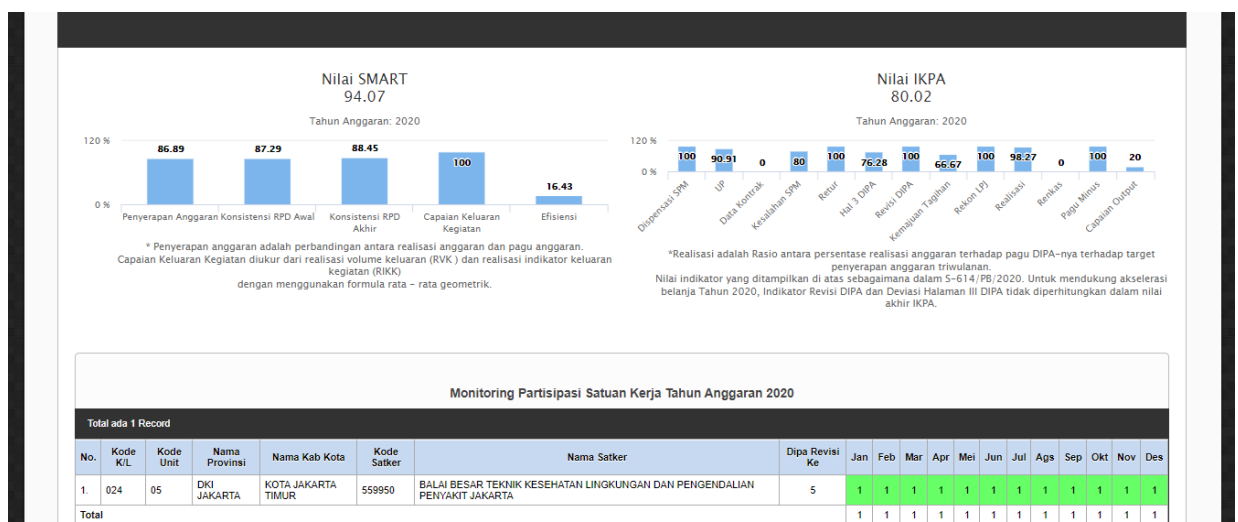 Nilai SMART
94.07
Tahun Anggaran: 2020
120 %
0 %
86.89
87.29
88.45
100
16.43
Penyerapan Anggaran
Konsistensi RPD Awal
Konsistensi RPD
Akhir
Capaian Keluaran
Kegiatan
Efisiensi
* Penyerapan anggaran adalah perbandingan antara realisasi anggaran dan pagu anggaran.
Capaian Keluaran Kegiatan diukur dari realisasi volume keluaran (RVK ) dan realisasi indikator keluaran
kegiatan (RIKK)
dengan menggunakan formula rata – rata geometrik.
Nilai IKPA
80.02
Tahun Anggaran: 2020
120 %
0 %
100
90.91
0
80
100
76.28
100
66.67
100
98.27
0
100
20
Dispensasi SPM
UP
Data Kontrak
Kesalahan SPM
Retur
Hal 3 DIPA
Revisi DIPA
Kemajuan Tagihan
Rekon LPJ
Realisasi
Renkas
Pagu Minus
Capaian Output
*Realisasi adalah Rasio antara persentase realisasi anggaran terhadap pagu DIPA-nya terhadap target
penyerapan anggaran triwulanan.
Nilai indikator yang ditampilkan di atas sebagaimana dalam S-614/PB/2020. Untuk mendukung akselerasi
belanja Tahun 2020, Indikator Revisi DIPA dan Deviasi Halaman III DIPA tidak diperhitungkan dalam nilai
akhir IKPA.
Monitoring Partisipasi Satuan Kerja Tahun Anggaran 2020
Total ada 1 Record
No. Kode K/L Kode Unit Nama Provinsi Nama Kab Kota Kode Satker Nama Satker Dipa Revisi Ke Jan Feb Mar Apr Mei Jun Jul Ags Sep Okt Nov Des
1. 024 05 DKI JAKARTA KOTA JAKARTA TIMUR 559950 BALAI BESAR TEKNIK KESEHATAN LINGKUNGAN DAN PENGENDALIAN PENYAKIT JAKARTA 5 1 1 1 1 1 1 1 1 1 1 1 1
Total 1 1 1 1 1 1 1 1 1 1 1 1